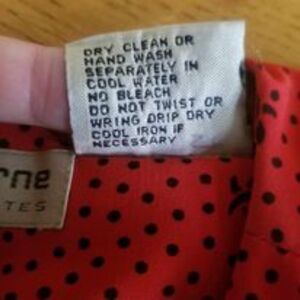 DRY CLEAN OR
HAND WASH
SEPARATELY IN
COOL WATER
NO BLEACH
DO NOT TWIST OR
WRING DRIP DRY
COOL IRON IF
NECESSARY
rne
TES